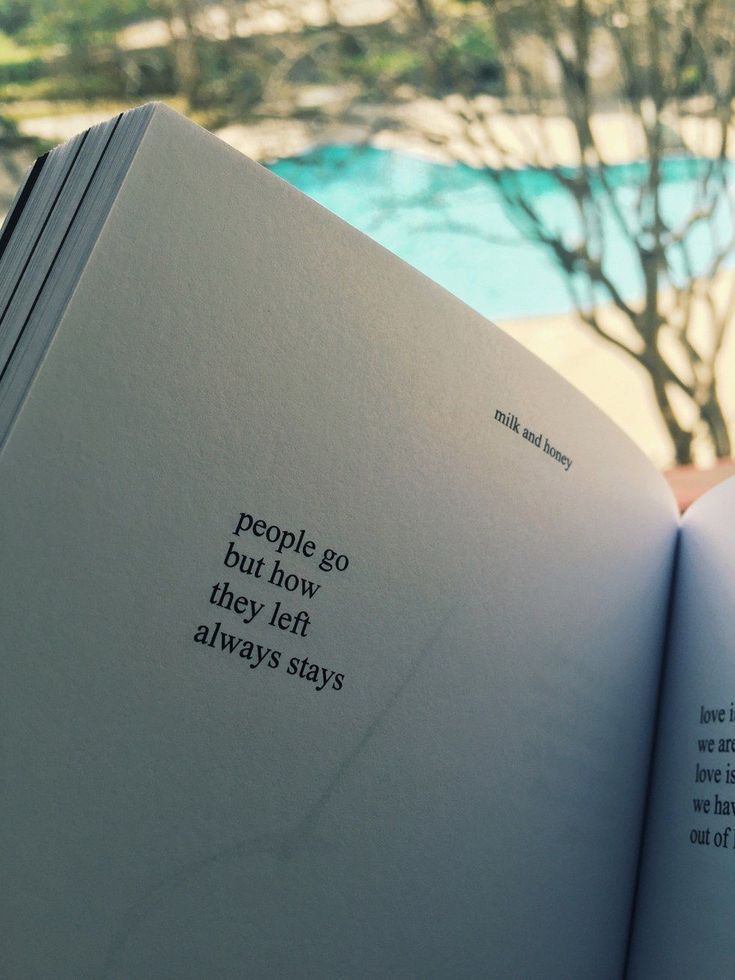 milk and honey
people go
but how
they left
always stays
love i
we are
love is
we hav
out of